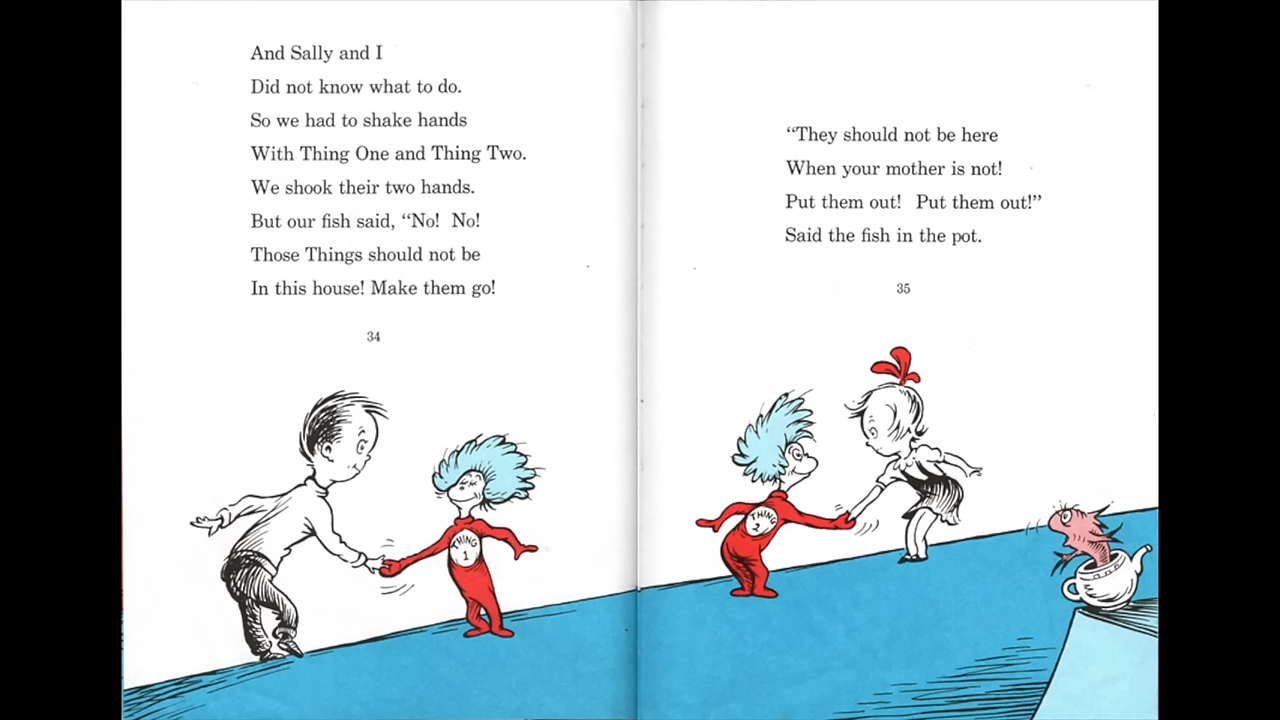 And Sally and I
Did not know what to do.
So we had to shake hands
With Thing One and Thing Two.
We shook their two hands.
But our fish said, “No! No!
Those Things should not be
In this house! Make them go!
34
THING
1
“They should not be here
When your mother is not!
Put them out! Put them out!”
Said the fish in the pot.
35
THING
2